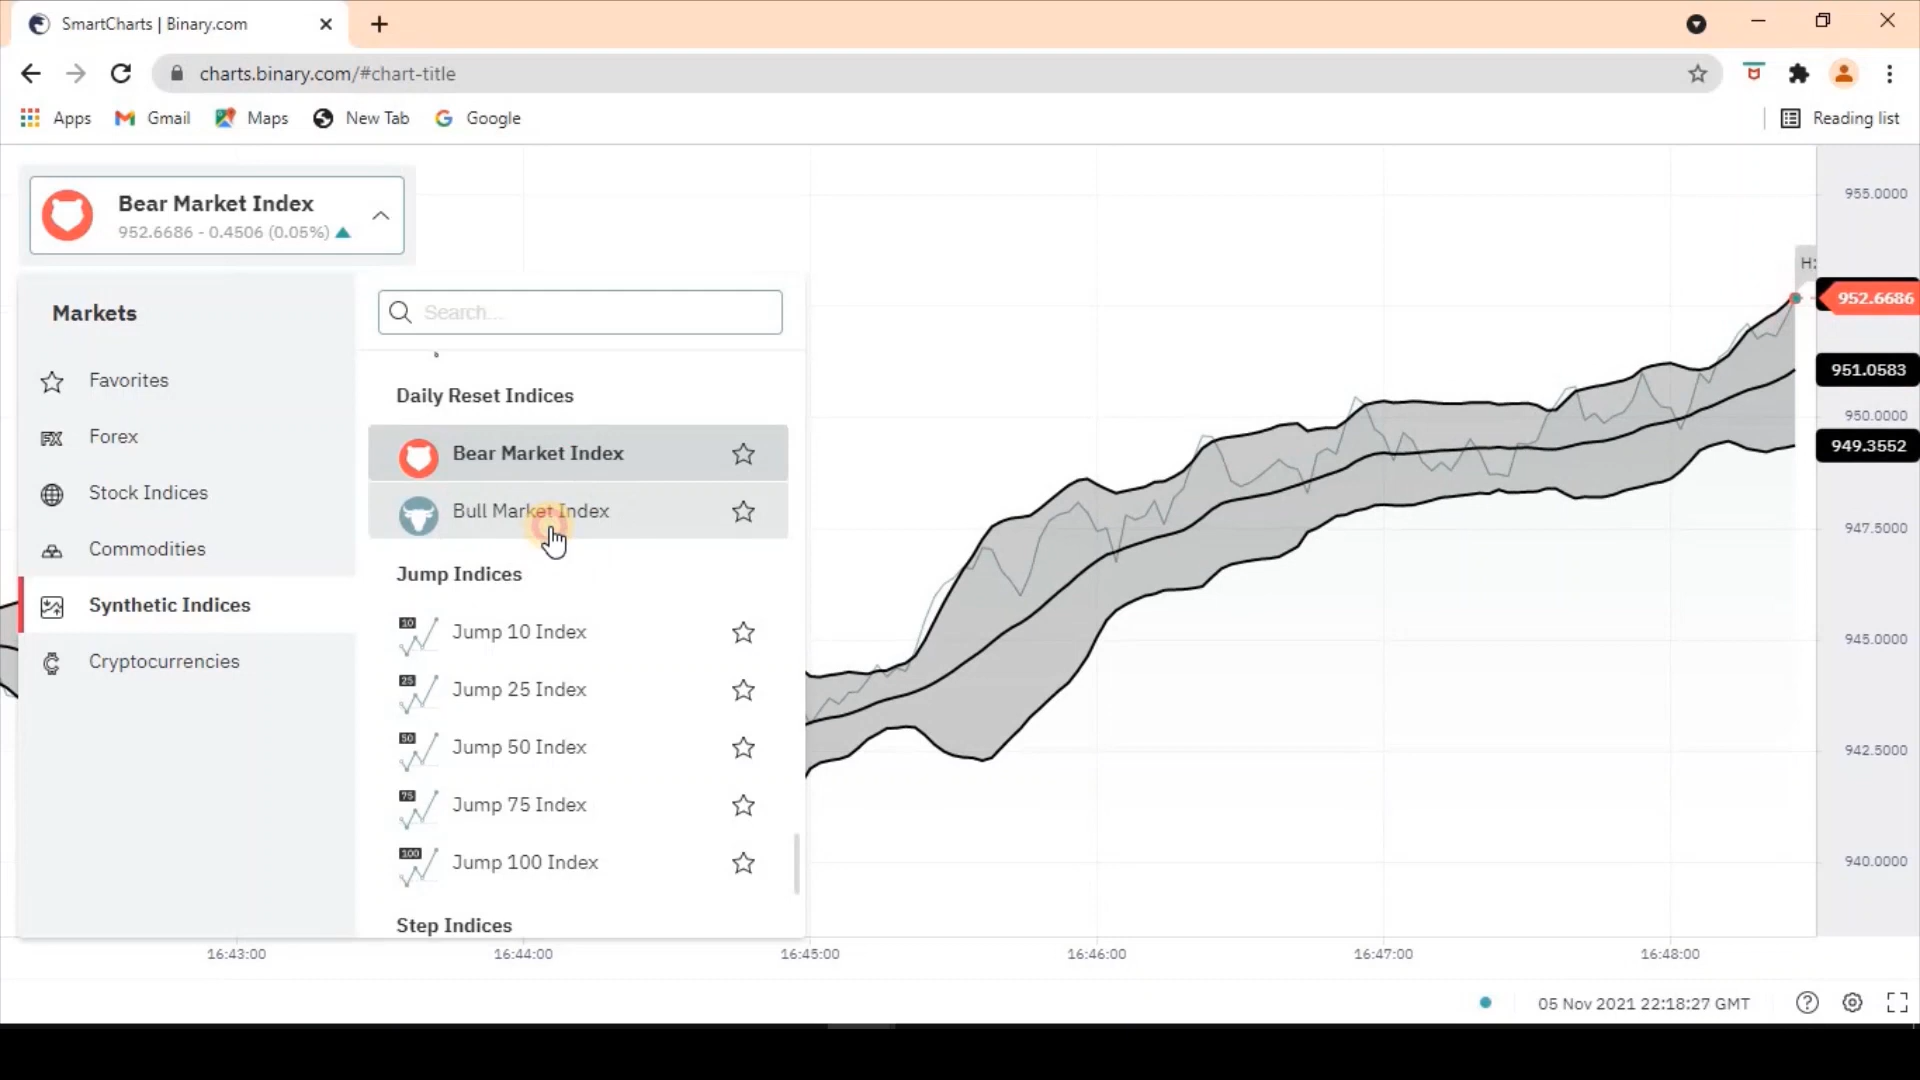 SmartCharts | Binary.com
charts.binary.com/#chart-title
Apps Gmail Maps New Tab Google Reading list
Bear Market Index
952.6686 - 0.4506 (0.05%)
Markets
Favorites
Forex
Stock Indices
Commodities
Synthetic Indices
Cryptocurrencies
Search...
Daily Reset Indices
Bear Market Index
Bull Market Index
Jump Indices
10 Jump 10 Index
25 Jump 25 Index
50 Jump 50 Index
75 Jump 75 Index
100 Jump 100 Index
Step Indices
955.0000
H:
952.6686
951.0583
950.0000
949.3552
947.5000
945.0000
942.5000
940.0000
16:43:00 16:44:00 16:45:00 16:46:00 16:47:00 16:48:00
05 Nov 2021 22:18:27 GMT